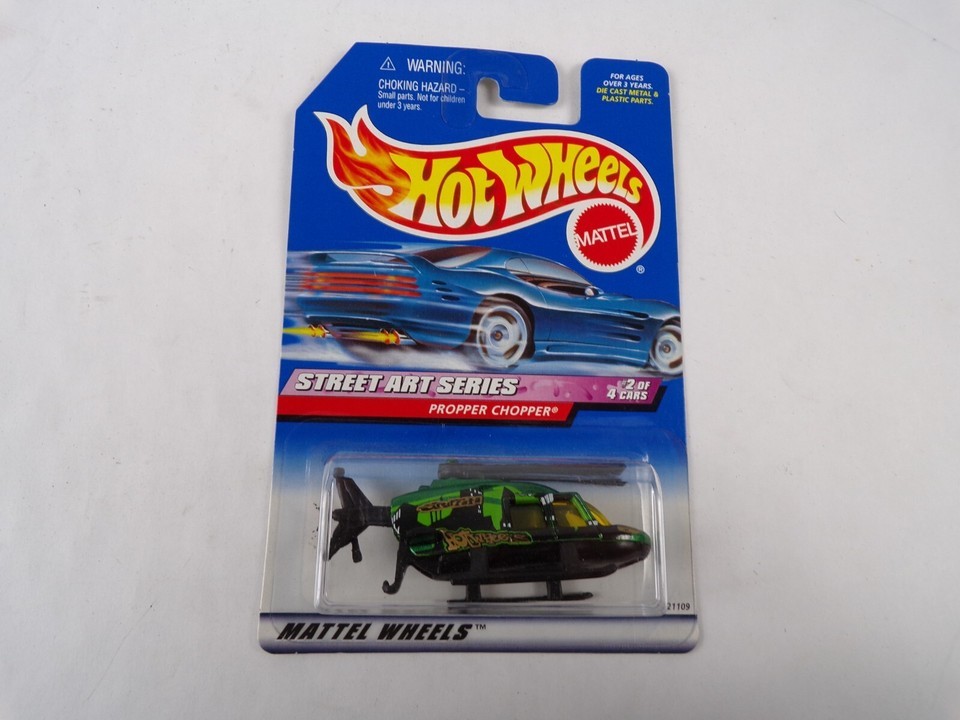 WARNING:
CHOKING HAZARD –
Small parts. Not for children
under 3 years.
FOR AGES
OVER 3 YEARS.
DIE CAST METAL &
PLASTIC PARTS.
HOT WHEELS
MATTEL
®
STREET ART SERIES
#2 OF
4 CARS
PROPPER CHOPPER®
HOT WHEELS
21109
MATTEL WHEELS™